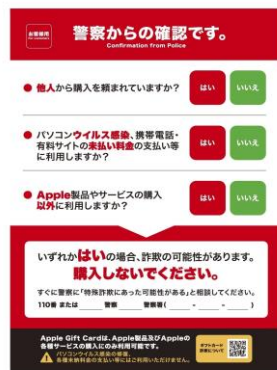 お客様用
警察からの確認です。
Confirmation from Police
● 他人から購入を頼まれていますか？
はい
いいえ
● パソコンウイルス感染、携帯電話・
有料サイトの未払い料金の支払い等
に利用しますか？
はい
いいえ
● Apple製品やサービスの購入
以外に利用しますか？
はい
いいえ
いずれかはいの場合、詐欺の可能性があります。
購入しないでください。
すぐに警察に「特殊詐欺にあった可能性がある」と相談してください。
110番 または 警察 警察署( - - )
Apple Gift Cardは、Apple製品及びAppleの
各種サービスの購入にのみ利用可能です。
パソコンウイルス感染の修復、
各種未納料金の支払い等にはご利用いただけません。
ギフトカード
詐欺について